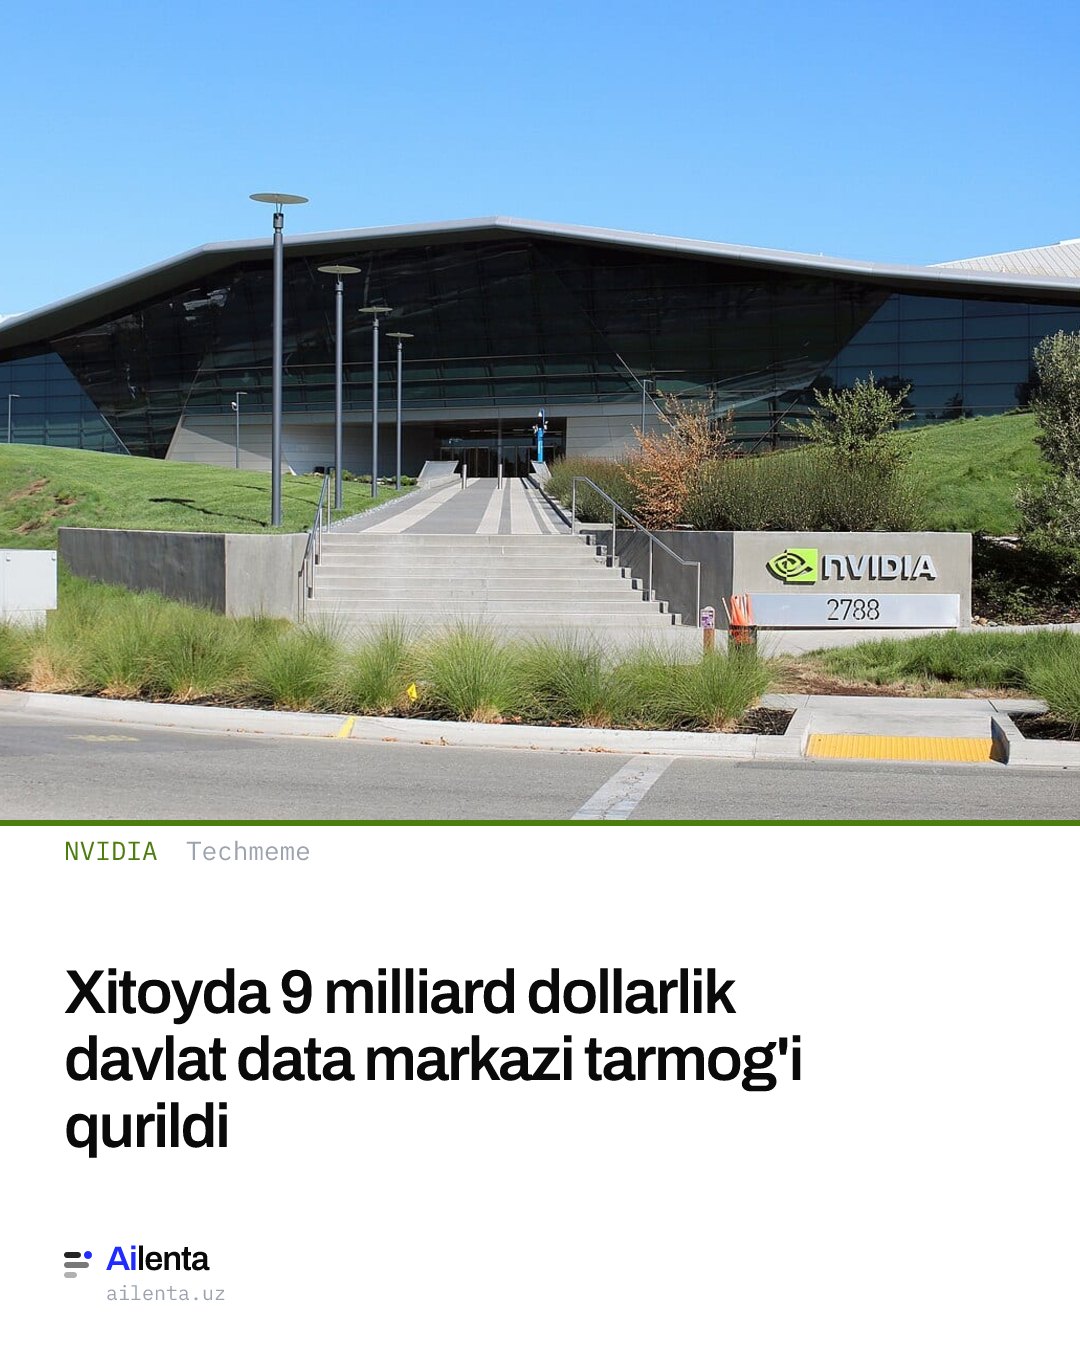 NVIDIA
2788
NVIDIA Techmeme
Xitoyda 9 milliard dollarlik
davlat data markazi tarmog'i
qurildi
Ailenta
ailenta.uz